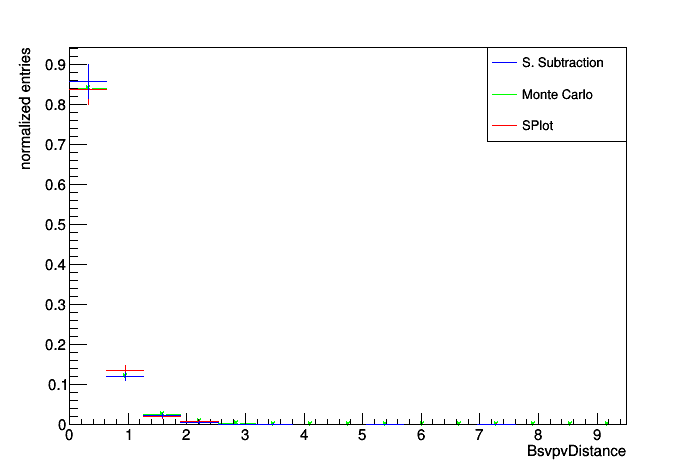 normalized entries
0.9
0.8
0.7
0.6
0.5
0.4
0.3
0.2
0.1
0
S. Subtraction
Monte Carlo
SPlot
0 1 2 3 4 5 6 7 8 9
BsvpvDistance